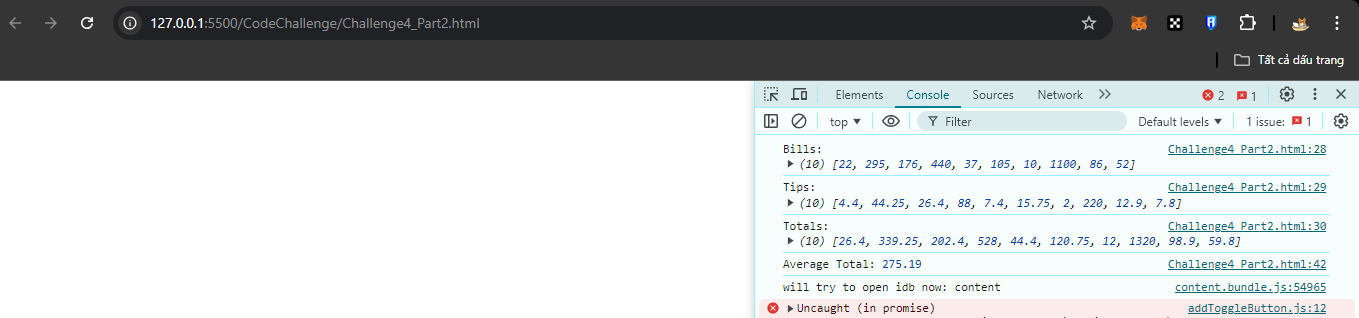 127.0.0.1:5500/CodeChallenge/Challenge4_Part2.html
Tất cả dấu trang
Elements Console Sources Network 2 1
top Filter Default levels 1 issue: 1
Bills: Challenge4_Part2.html:28
(10) [22, 295, 176, 440, 37, 105, 10, 1100, 86, 52]
Tips: Challenge4_Part2.html:29
(10) [4.4, 44.25, 26.4, 88, 7.4, 15.75, 2, 220, 12.9, 7.8]
Totals: Challenge4_Part2.html:30
(10) [26.4, 339.25, 202.4, 528, 44.4, 120.75, 12, 1320, 98.9, 59.8]
Average Total: 275.19 Challenge4_Part2.html:42
will try to open idb now: content content.bundle.js:54965
Uncaught (in promise) addToggleButton.js:12